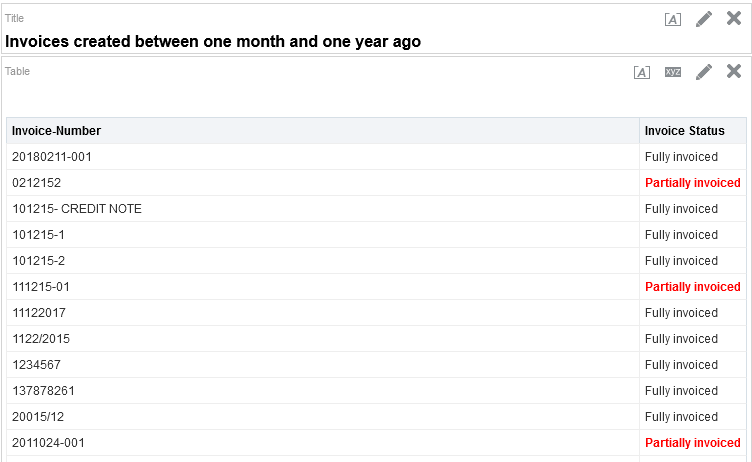 Title
[A]
Invoices created between one month and one year ago
Table
[A] xyz
Invoice-Number Invoice Status
20180211-001 Fully invoiced
0212152 Partially invoiced
101215- CREDIT NOTE Fully invoiced
101215-1 Fully invoiced
101215-2 Fully invoiced
111215-01 Partially invoiced
11122017 Fully invoiced
1122/2015 Fully invoiced
1234567 Fully invoiced
137878261 Fully invoiced
20015/12 Fully invoiced
2011024-001 Partially invoiced